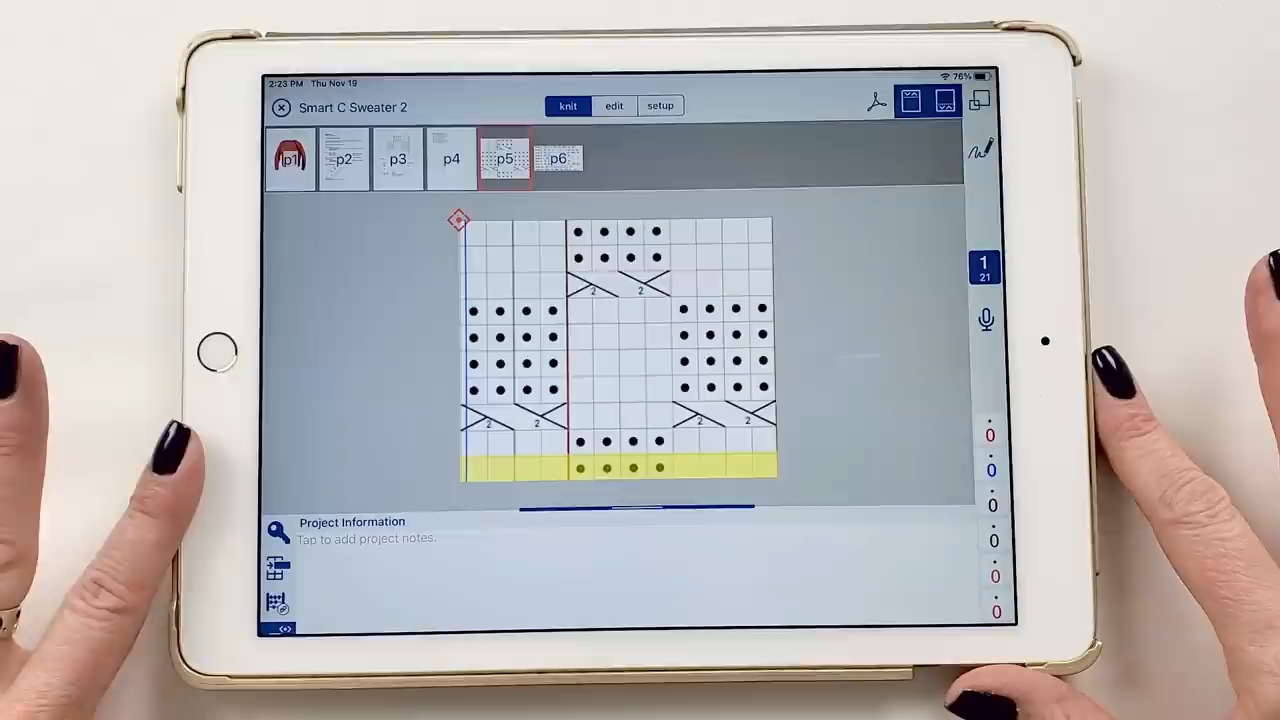 2:23 PM Thu Nov 19
76%
Smart C Sweater 2
knit edit setup
p1 p2 p3 p4 p5 p6
1
21
2 2
2 2 2 2
0
0
0
0
0
0
Project Information
Tap to add project notes.